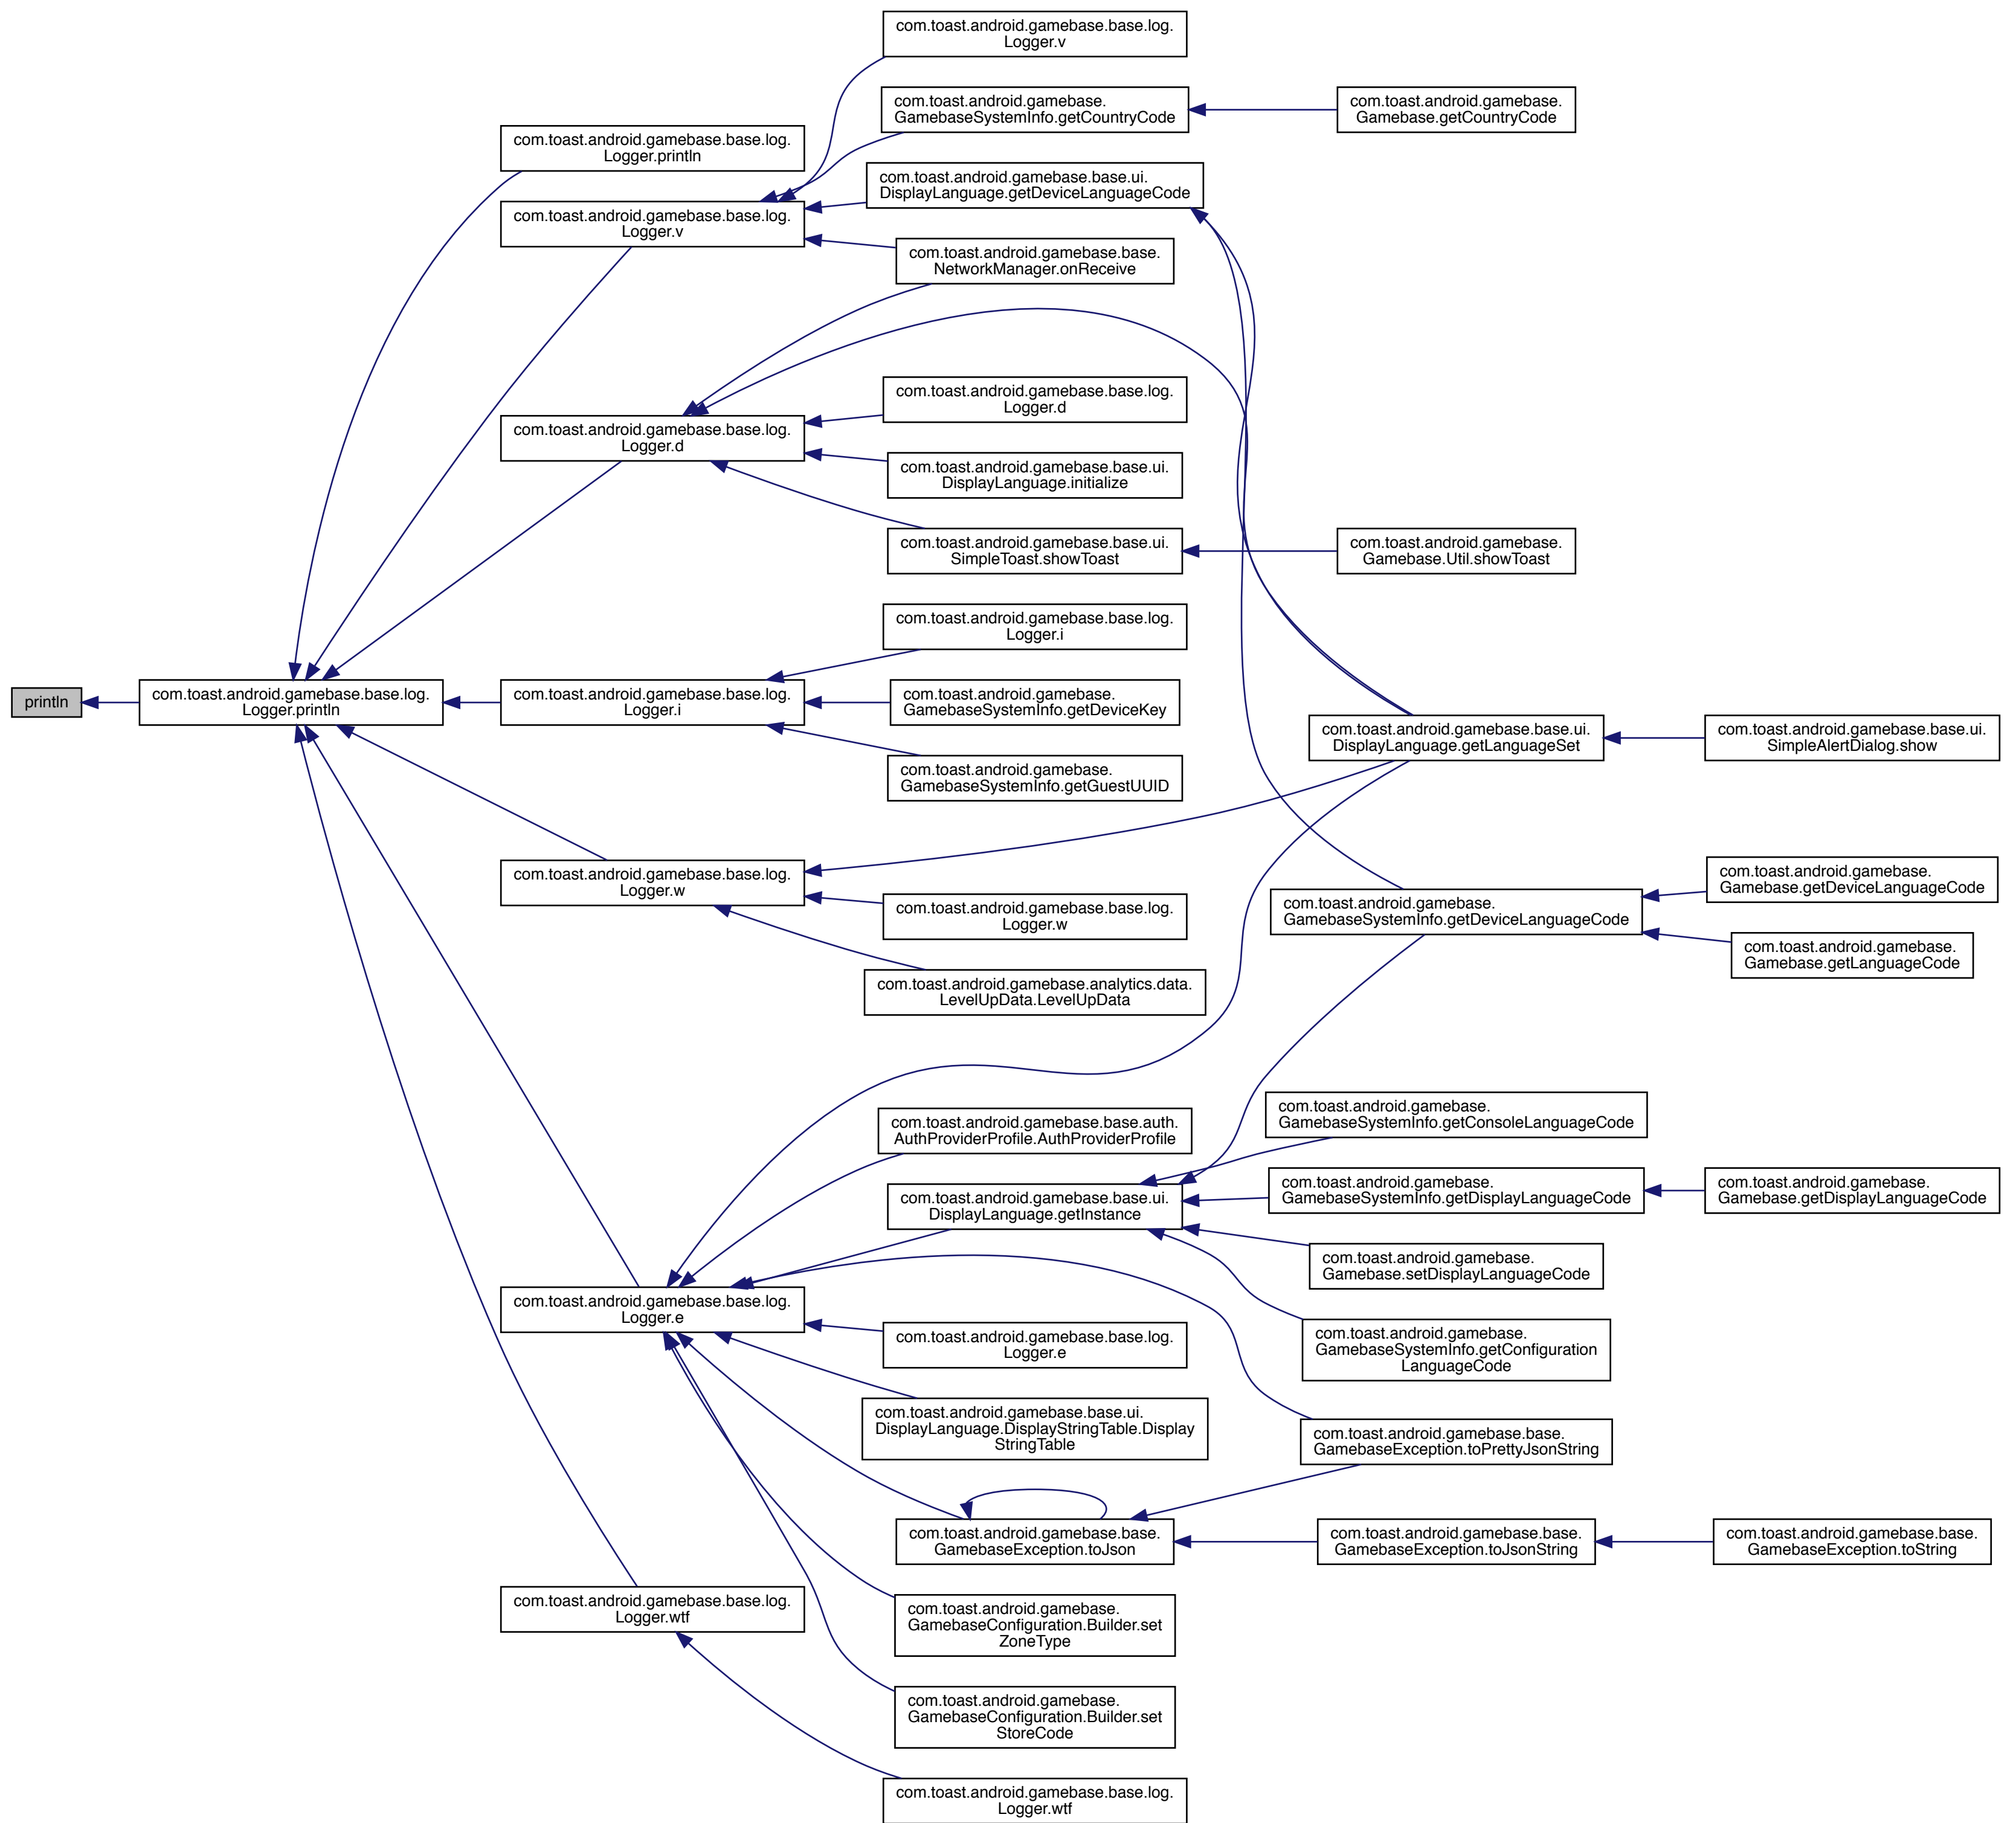 println
com.toast.android.gamebase.base.log.
Logger.println
com.toast.android.gamebase.base.log.
Logger.println
com.toast.android.gamebase.base.log.
Logger.v
com.toast.android.gamebase.base.log.
Logger.d
com.toast.android.gamebase.base.log.
Logger.i
com.toast.android.gamebase.base.log.
Logger.w
com.toast.android.gamebase.base.log.
Logger.e
com.toast.android.gamebase.base.log.
Logger.wtf
com.toast.android.gamebase.base.log.
Logger.v
com.toast.android.gamebase.
GamebaseSystemInfo.getCountryCode
com.toast.android.gamebase.base.ui.
DisplayLanguage.getDeviceLanguageCode
com.toast.android.gamebase.base.
NetworkManager.onReceive
com.toast.android.gamebase.base.log.
Logger.d
com.toast.android.gamebase.base.ui.
DisplayLanguage.initialize
com.toast.android.gamebase.base.ui.
SimpleToast.showToast
com.toast.android.gamebase.base.log.
Logger.i
com.toast.android.gamebase.
GamebaseSystemInfo.getDeviceKey
com.toast.android.gamebase.
GamebaseSystemInfo.getGuestUUID
com.toast.android.gamebase.base.log.
Logger.w
com.toast.android.gamebase.analytics.data.
LevelUpData.LevelUpData
com.toast.android.gamebase.base.auth.
AuthProviderProfile.AuthProviderProfile
com.toast.android.gamebase.base.ui.
DisplayLanguage.getInstance
com.toast.android.gamebase.base.log.
Logger.e
com.toast.android.gamebase.base.ui.
DisplayLanguage.DisplayStringTable.Display
StringTable
com.toast.android.gamebase.base.
GamebaseException.toJson
com.toast.android.gamebase.
GamebaseConfiguration.Builder.set
ZoneType
com.toast.android.gamebase.
GamebaseConfiguration.Builder.set
StoreCode
com.toast.android.gamebase.base.log.
Logger.wtf
com.toast.android.gamebase.
Gamebase.getCountryCode
com.toast.android.gamebase.
Gamebase.Util.showToast
com.toast.android.gamebase.base.ui.
DisplayLanguage.getLanguageSet
com.toast.android.gamebase.
GamebaseSystemInfo.getDeviceLanguageCode
com.toast.android.gamebase.
GamebaseSystemInfo.getConsoleLanguageCode
com.toast.android.gamebase.
GamebaseSystemInfo.getDisplayLanguageCode
com.toast.android.gamebase.
Gamebase.setDisplayLanguageCode
com.toast.android.gamebase.
GamebaseSystemInfo.getConfiguration
LanguageCode
com.toast.android.gamebase.base.
GamebaseException.toPrettyJsonString
com.toast.android.gamebase.base.
GamebaseException.toJsonString
com.toast.android.gamebase.base.ui.
SimpleAlertDialog.show
com.toast.android.gamebase.
Gamebase.getDeviceLanguageCode
com.toast.android.gamebase.
Gamebase.getLanguageCode
com.toast.android.gamebase.
Gamebase.getDisplayLanguageCode
com.toast.android.gamebase.base.
GamebaseException.toString